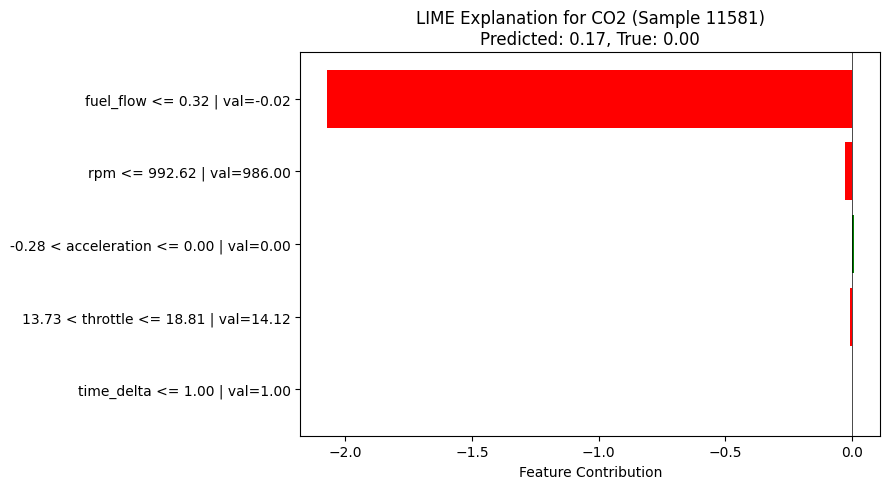 LIME Explanation for CO2 (Sample 11581)
Predicted: 0.17, True: 0.00
fuel_flow <= 0.32 | val=-0.02
rpm <= 992.62 | val=986.00
-0.28 < acceleration <= 0.00 | val=0.00
13.73 < throttle <= 18.81 | val=14.12
time_delta <= 1.00 | val=1.00
−2.0 −1.5 −1.0 −0.5 0.0
Feature Contribution